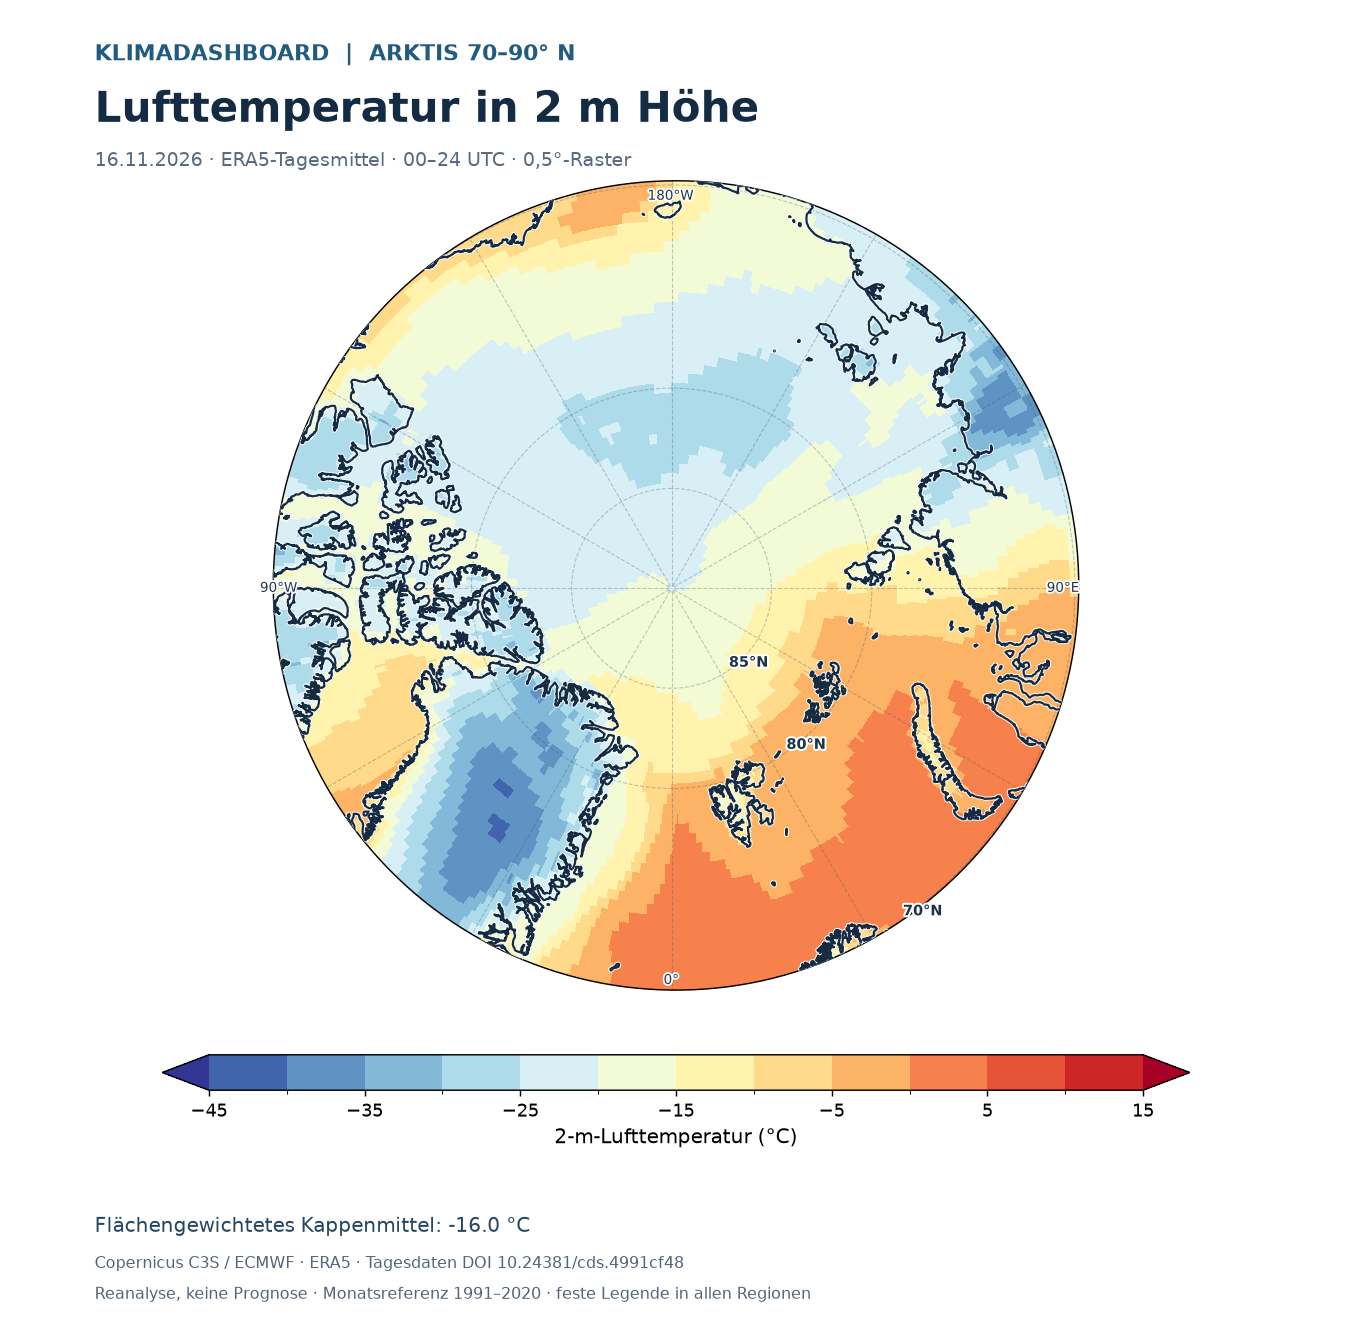 KLIMADASHBOARD | ARKTIS 70–90° N
Lufttemperatur in 2 m Höhe
16.11.2026 · ERA5-Tagesmittel · 00–24 UTC · 0,5°-Raster
180°W
90°W
90°E
85°N
80°N
70°N
0°
−45 −35 −25 −15 −5 5 15
2-m-Lufttemperatur (°C)
Flächengewichtetes Kappenmittel: -16.0 °C
Copernicus C3S / ECMWF · ERA5 · Tagesdaten DOI 10.24381/cds.4991cf48
Reanalyse, keine Prognose · Monatsreferenz 1991–2020 · feste Legende in allen Regionen